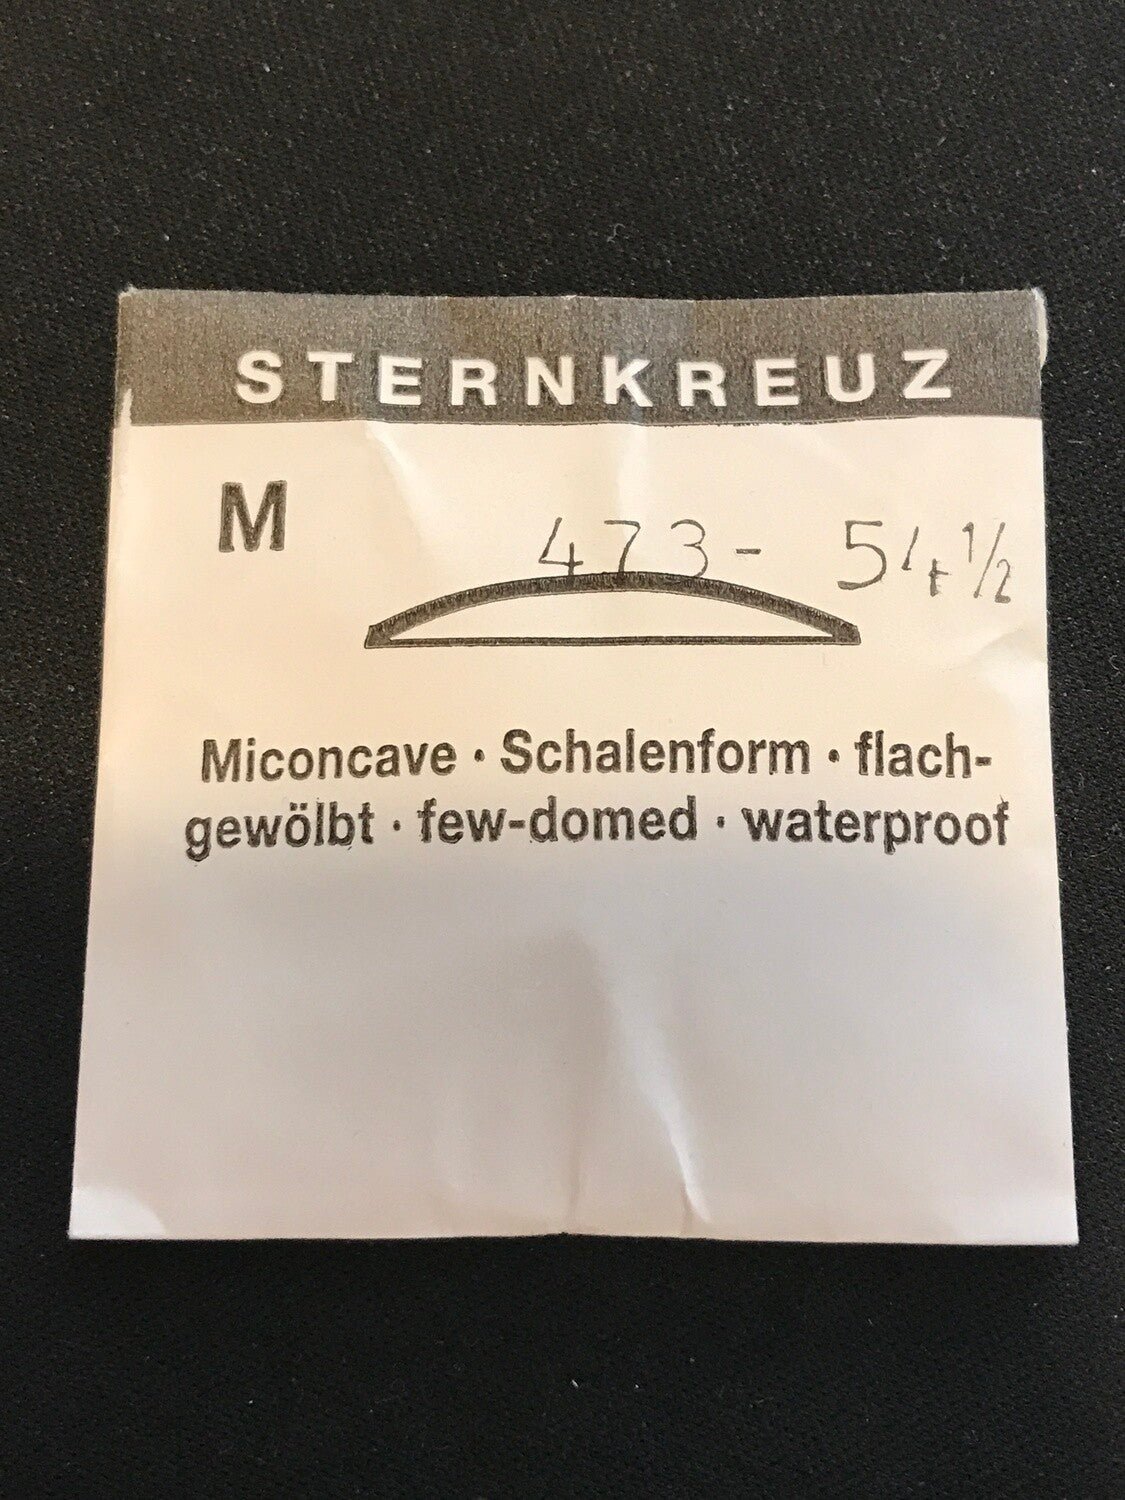 STERNKREUZ
M
473- 54 1/2
Miconcave · Schalenform · flach-
gewölbt · few-domed · waterproof